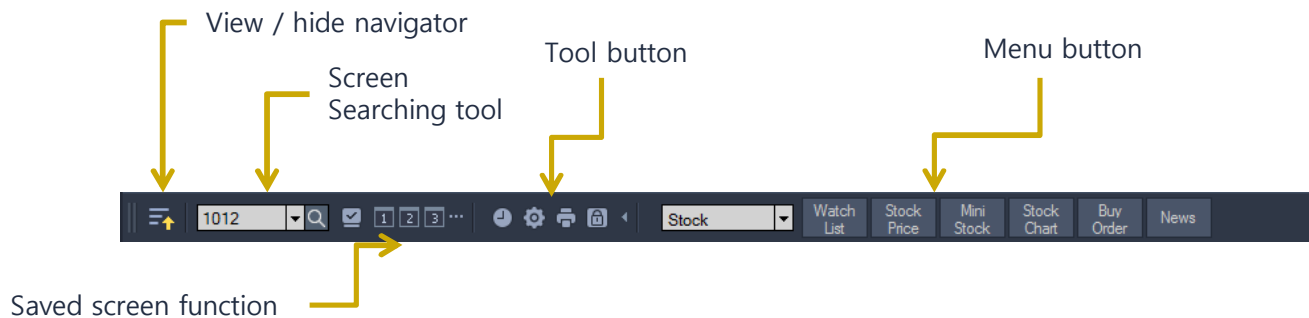 View / hide navigator
Tool button
Menu button
Screen
Searching tool
1012
1 2 3 ...
Stock
Watch
List
Stock
Price
Mini
Stock
Stock
Chart
Buy
Order
News
Saved screen function